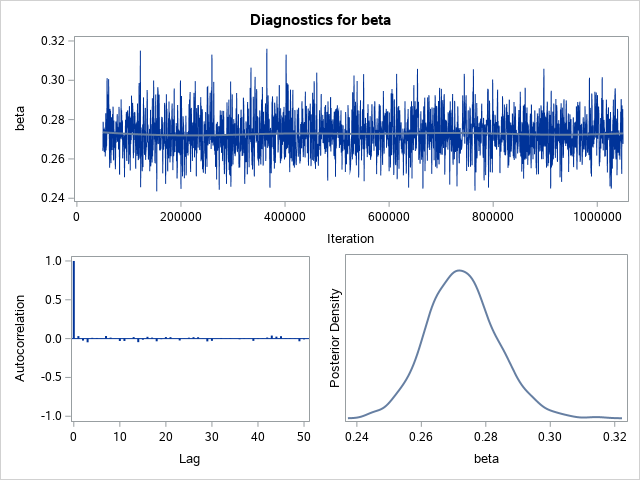 Diagnostics for beta
0.32
0.30
0.28
0.26
0.24
beta
0 200000 400000 600000 800000 1000000
Iteration
1.0
0.5
0.0
-0.5
-1.0
Autocorrelation
0 10 20 30 40 50
Lag
Posterior Density
0.24 0.26 0.28 0.30 0.32
beta